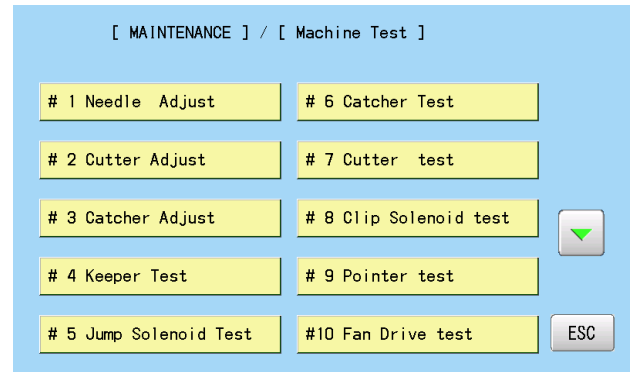 [ MAINTENANCE ] / [ Machine Test ]
# 1 Needle  Adjust
# 2 Cutter Adjust
# 3 Catcher Adjust
# 4 Keeper Test
# 5 Jump Solenoid Test
# 6 Catcher Test
# 7 Cutter  test
# 8 Clip Solenoid test
# 9 Pointer test
#10 Fan Drive test
ESC